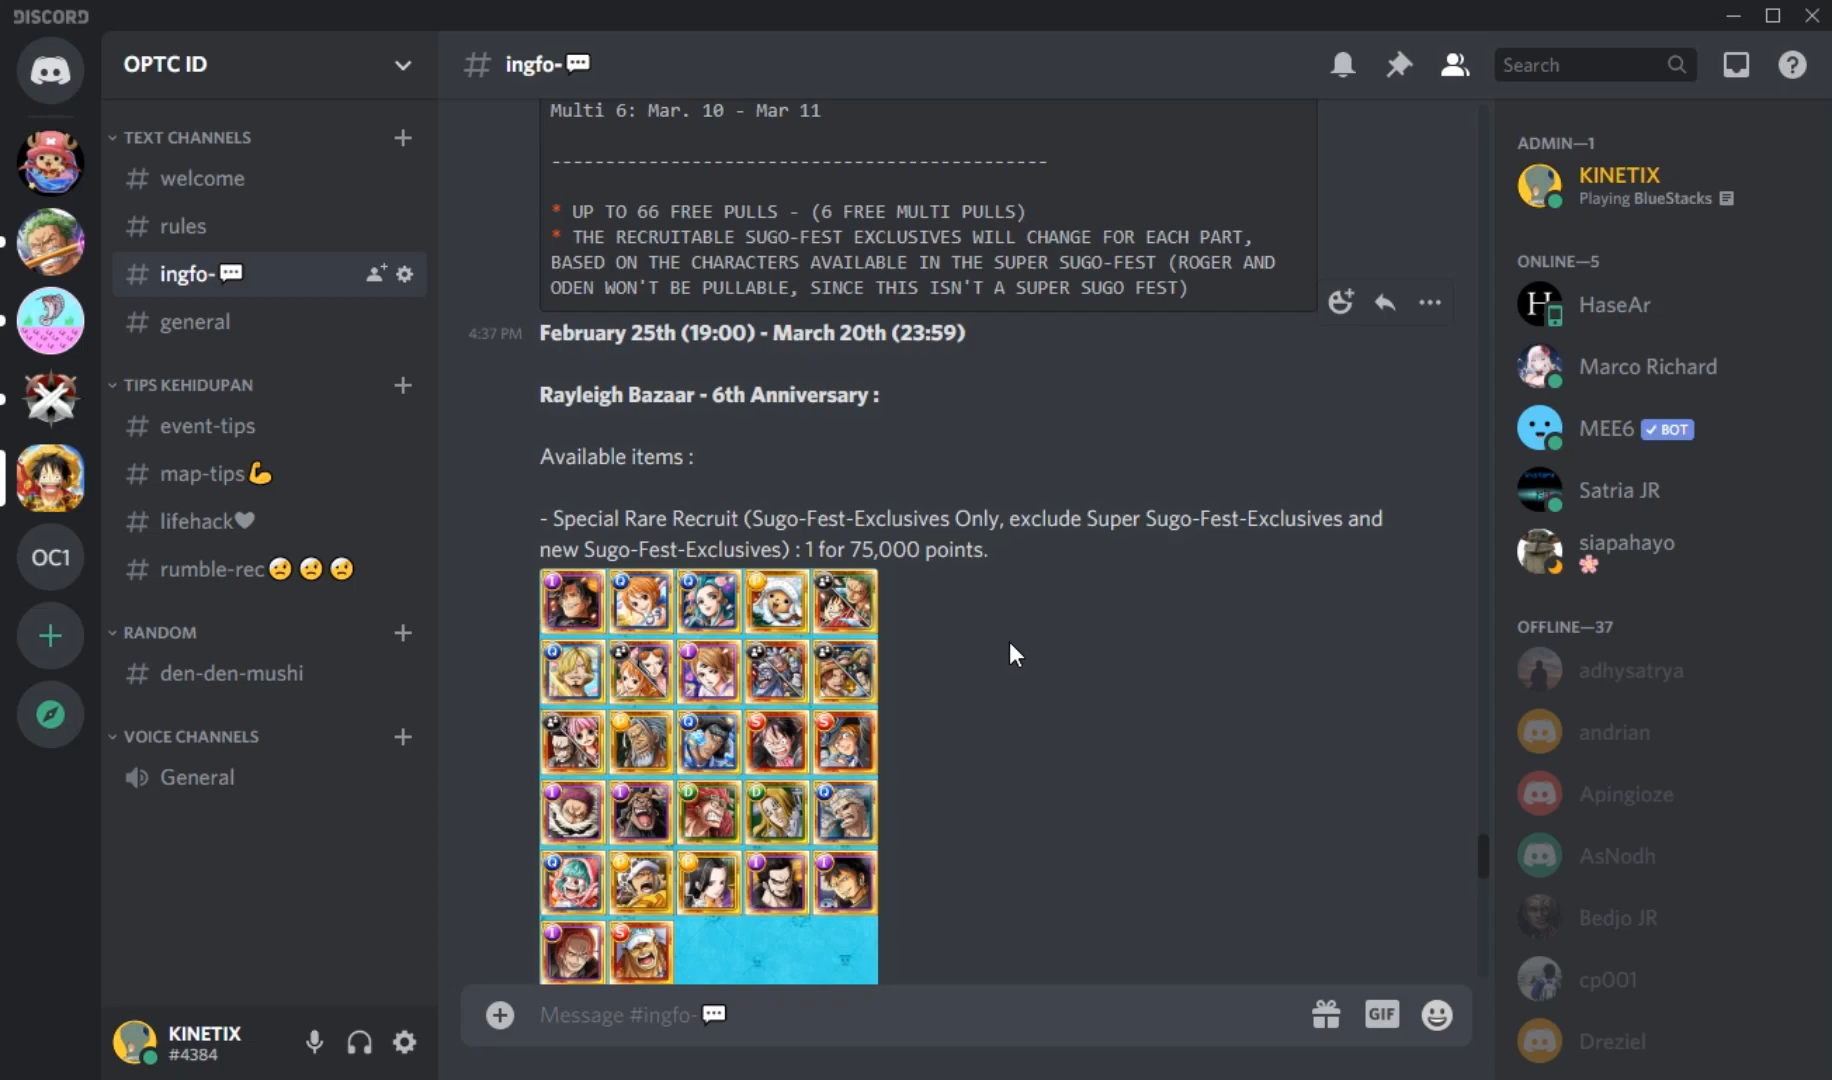 DISCORD
OPTC ID
TEXT CHANNELS
# welcome
# rules
# ingfo-💬
# general
TIPS KEHIDUPAN
# event-tips
# map-tips💪
# lifehack🖤
# rumble-rec🤕 🤕 🤕
RANDOM
# den-den-mushi
VOICE CHANNELS
General
OC1
KINETIX
#4384
# ingfo-💬
Search
Multi 6: Mar. 10 - Mar 11
----------------------------------------------
* UP TO 66 FREE PULLS - (6 FREE MULTI PULLS)
* THE RECRUITABLE SUGO-FEST EXCLUSIVES WILL CHANGE FOR EACH PART,
BASED ON THE CHARACTERS AVAILABLE IN THE SUPER SUGO-FEST (ROGER AND
ODEN WON'T BE PULLABLE, SINCE THIS ISN'T A SUPER SUGO FEST)
4:37 PM February 25th (19:00) - March 20th (23:59)
Rayleigh Bazaar - 6th Anniversary :
Available items :
- Special Rare Recruit (Sugo-Fest-Exclusives Only, exclude Super Sugo-Fest-Exclusives and
new Sugo-Fest-Exclusives) : 1 for 75,000 points.
Message #ingfo-💬
GIF
ADMIN—1
KINETIX
Playing BlueStacks
ONLINE—5
HaseAr
Marco Richard
MEE6 ✓ BOT
Satria JR
siapahayo
🌸
OFFLINE—37
adhysatrya
andrian
Apingioze
AsNodh
Bedjo JR
cp001
Dreziel